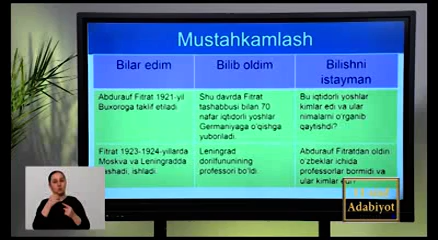 Mustahkamlash
Bilar edim
Bilib oldim
Bilishni
istayman
Abdurauf Fitrat 1921-yil
Buxoroga taklif etiladi
Shu davrda Fitrat
tashabbusi bilan 70
nafar iqtidorli yoshlar
Germaniyaga o'qishga
yuboriladi.
Bu iqtidorli yoshlar
kimlar edi va ular
nimalarni o'rganib
qaytishdi?
Fitrat 1923-1924-yillarda
Moskva va Leningradda
yashadi, ishladi.
Leningrad
dorilfununining
professori bo'ldi.
Abdurauf Fitratdan oldin
o'zbeklar ichida
professorlar bormidi va
ular kimlar edi?
Adabiyot